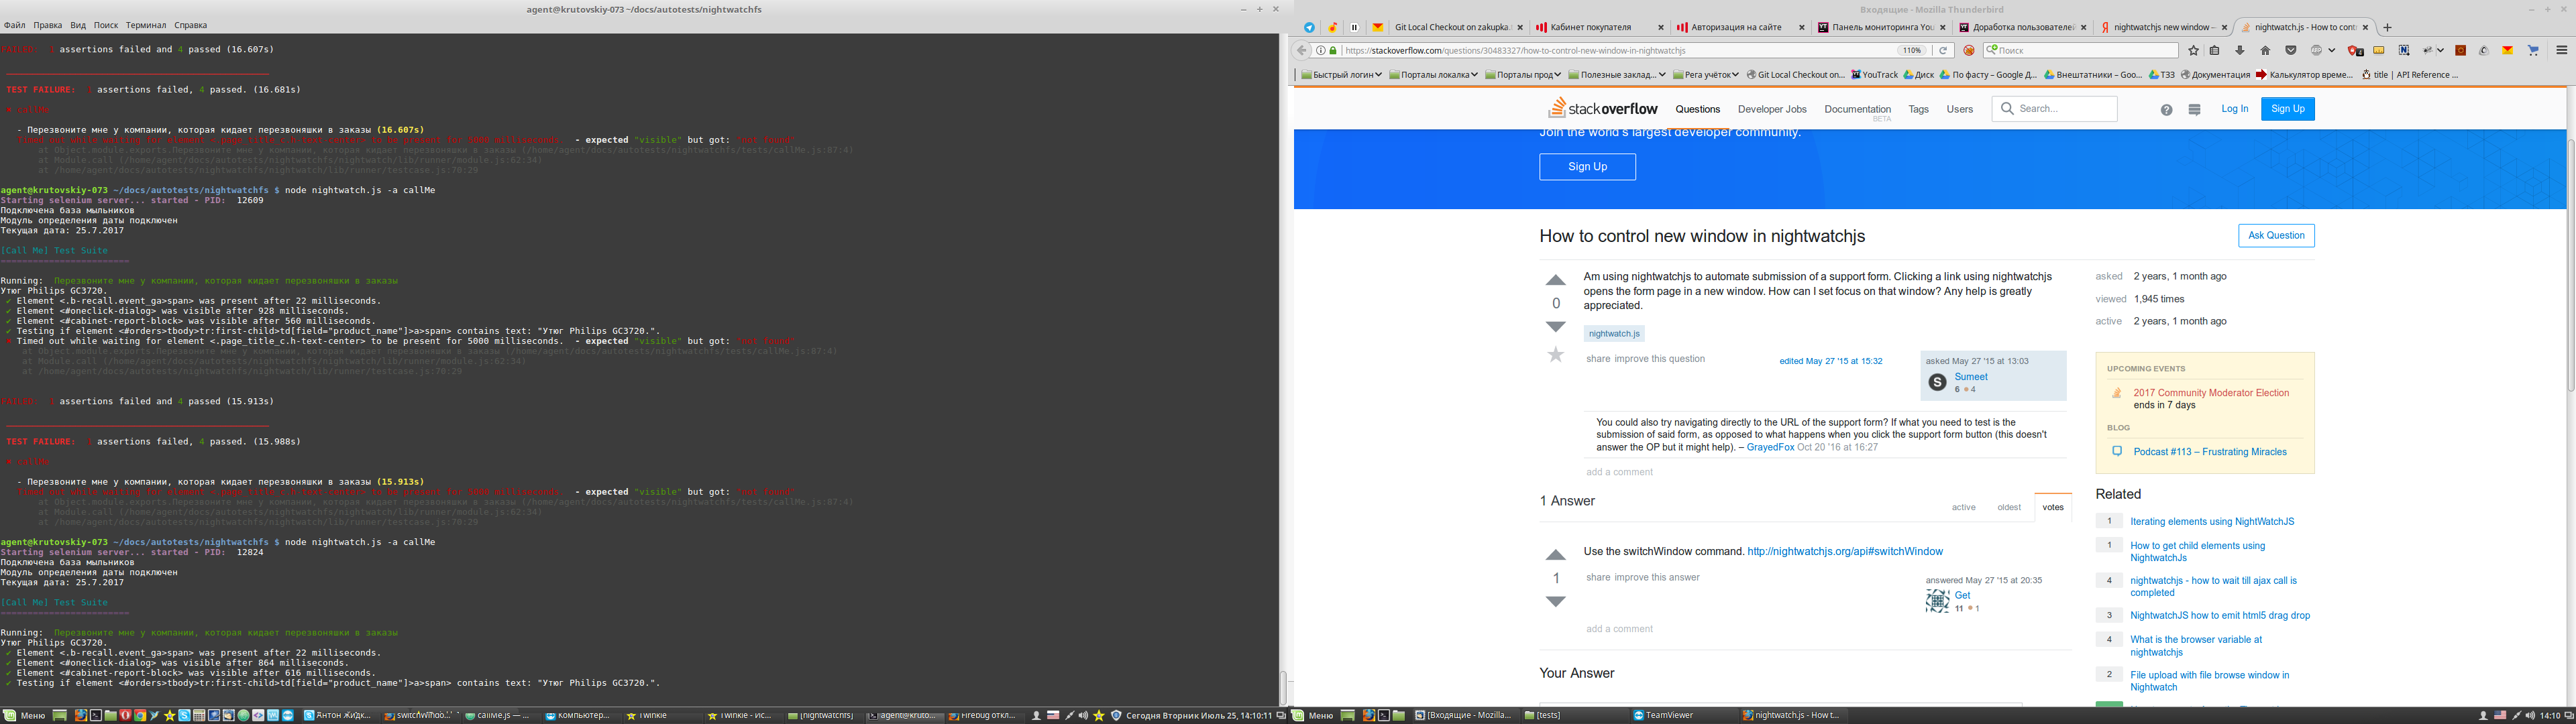 agent@krutovskiy-073 ~/docs/autotests/nightwatchfs
Файл Правка Вид Поиск Терминал Справка
FAILED: assertions failed and 4 passed (16.607s)
TEST FAILURE: assertions failed, 4 passed. (16.681s)
callMe
- Перезвоните мне у компании, которая кидает перезвоняшки в заказы (16.607s)
Timed out while waiting for element <.page_title_c.h-text-center> to be present for 5000 milliseconds. - expected "visible" but got: "not found"
at Object.module.exports.Перезвоните мне у компании, которая кидает перезвоняшки в заказы (/home/agent/docs/autotests/nightwatchfs/tests/callMe.js:87:4)
at Module.call (/home/agent/docs/autotests/nightwatchfs/nightwatch/lib/runner/module.js:62:34)
at /home/agent/docs/autotests/nightwatchfs/nightwatch/lib/runner/testcase.js:70:29
agent@krutovskiy-073 ~/docs/autotests/nightwatchfs $ node nightwatch.js -a callMe
Starting selenium server... started - PID: 12609
Подключена база мыльников
Модуль определения даты подключен
Текущая дата: 25.7.2017
[Call Me] Test Suite
========================
Running: Перезвоните мне у компании, которая кидает перезвоняшки в заказы
Утюг Philips GC3720.
✔ Element <.b-recall.event_ga>span> was present after 22 milliseconds.
✔ Element <#oneclick-dialog> was visible after 928 milliseconds.
✔ Element <#cabinet-report-block> was visible after 560 milliseconds.
✔ Testing if element <#orders>tbody>tr:first-child>td[field="product_name"]>a>span> contains text: "Утюг Philips GC3720.".
Timed out while waiting for element <.page_title_c.h-text-center> to be present for 5000 milliseconds. - expected "visible" but got: "not found"
at Object.module.exports.Перезвоните мне у компании, которая кидает перезвоняшки в заказы (/home/agent/docs/autotests/nightwatchfs/tests/callMe.js:87:4)
at Module.call (/home/agent/docs/autotests/nightwatchfs/nightwatch/lib/runner/module.js:62:34)
at /home/agent/docs/autotests/nightwatchfs/nightwatch/lib/runner/testcase.js:70:29
FAILED: assertions failed and 4 passed (15.913s)
TEST FAILURE: assertions failed, 4 passed. (15.988s)
callMe
- Перезвоните мне у компании, которая кидает перезвоняшки в заказы (15.913s)
Timed out while waiting for element <.page_title_c.h-text-center> to be present for 5000 milliseconds. - expected "visible" but got: "not found"
at Object.module.exports.Перезвоните мне у компании, которая кидает перезвоняшки в заказы (/home/agent/docs/autotests/nightwatchfs/tests/callMe.js:87:4)
at Module.call (/home/agent/docs/autotests/nightwatchfs/nightwatch/lib/runner/module.js:62:34)
at /home/agent/docs/autotests/nightwatchfs/nightwatch/lib/runner/testcase.js:70:29
agent@krutovskiy-073 ~/docs/autotests/nightwatchfs $ node nightwatch.js -a callMe
Starting selenium server... started - PID: 12824
Подключена база мыльников
Модуль определения даты подключен
Текущая дата: 25.7.2017
[Call Me] Test Suite
========================
Running: Перезвоните мне у компании, которая кидает перезвоняшки в заказы
Утюг Philips GC3720.
✔ Element <.b-recall.event_ga>span> was present after 22 milliseconds.
✔ Element <#oneclick-dialog> was visible after 864 milliseconds.
✔ Element <#cabinet-report-block> was visible after 616 milliseconds.
✔ Testing if element <#orders>tbody>tr:first-child>td[field="product_name"]>a>span> contains text: "Утюг Philips GC3720.".
Меню Антон Жидк... switchWindo... callMe.js — ... Компьютер... Twinkle Twinkle - Ис... [nightwatchfs] agent@kruto... Firebug откл... Сегодня Вторник Июль 25, 14:10:11
Входящие - Mozilla Thunderbird
Git Local Checkout on zakupka. Кабинет покупателя Авторизация на сайте Панель мониторинга You Доработка пользователей nightwatchjs new window — nightwatch.js - How to cont
https://stackoverflow.com/questions/30483327/how-to-control-new-window-in-nightwatchjs 110% Поиск
Быстрый логин Порталы локалка Порталы прод Полезные заклад... Рега учёток Git Local Checkout on... YouTrack Диск По фасту – Google Д... Внештатники – Goo... ТЗЗ Документация Калькулятор време... title | API Reference ...
stackoverflow Questions Developer Jobs Documentation BETA Tags Users Search... Log In Sign Up
Join the world's largest developer community.
Sign Up
How to control new window in nightwatchjs
Ask Question
0
Am using nightwatchjs to automate submission of a support form. Clicking a link using nightwatchjs
opens the form page in a new window. How can I set focus on that window? Any help is greatly
appreciated.
nightwatch.js
share improve this question
edited May 27 '15 at 15:32
asked May 27 '15 at 13:03
Sumeet
6 4
You could also try navigating directly to the URL of the support form? If what you need to test is the
submission of said form, as opposed to what happens when you click the support form button (this doesn't
answer the OP but it might help). – GrayedFox Oct 20 '16 at 16:27
add a comment
1 Answer
active oldest votes
1
Use the switchWindow command. http://nightwatchjs.org/api#switchWindow
share improve this answer
answered May 27 '15 at 20:35
Get
11 1
add a comment
Your Answer
asked 2 years, 1 month ago
viewed 1,945 times
active 2 years, 1 month ago
UPCOMING EVENTS
2017 Community Moderator Election
ends in 7 days
BLOG
Podcast #113 – Frustrating Miracles
Related
1 Iterating elements using NightWatchJS
1 How to get child elements using
NightwatchJs
4 nightwatchjs - how to wait till ajax call is
completed
3 NightwatchJS how to emit html5 drag drop
4 What is the browser variable at
nightwatchjs
2 File upload with file browse window in
Nightwatch
Меню [Входящие - Mozilla... [tests] TeamViewer nightwatch.js - How t... 14:10